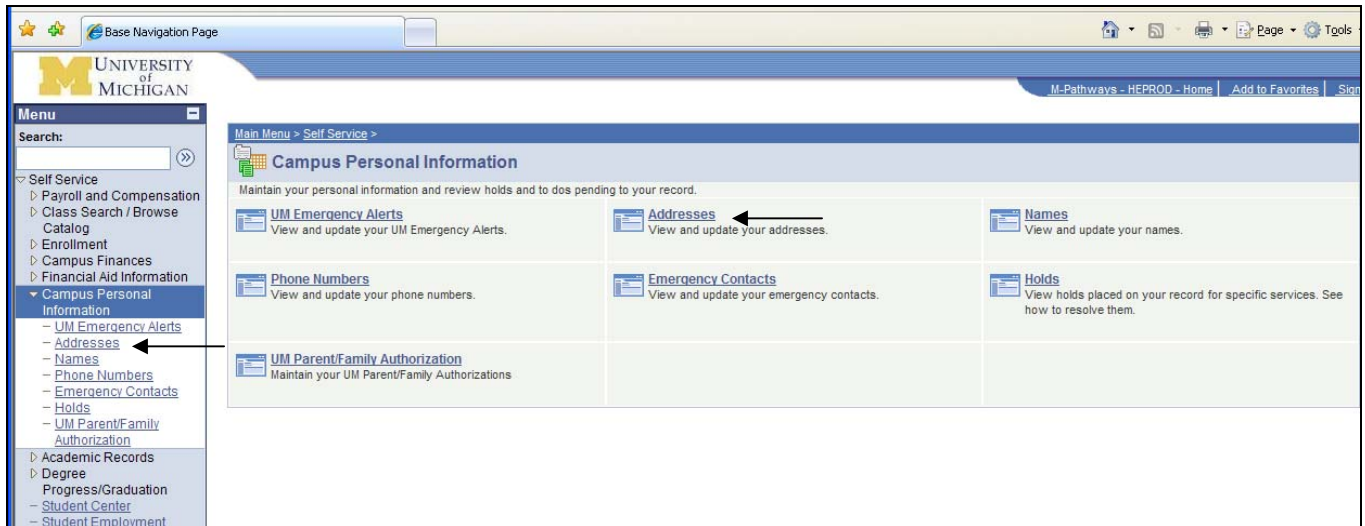 Base Navigation Page
Page
Tools
UNIVERSITY
of
MICHIGAN
M-Pathways - HEPROD - Home
Add to Favorites
Menu
Search:
Self Service
Payroll and Compensation
Class Search / Browse
Catalog
Enrollment
Campus Finances
Financial Aid Information
Campus Personal
Information
– UM Emergency Alerts
– Addresses
– Names
– Phone Numbers
– Emergency Contacts
– Holds
– UM Parent/Family
Authorization
Academic Records
Degree
Progress/Graduation
– Student Center
– Student Employment
Main Menu > Self Service >
Campus Personal Information
Maintain your personal information and review holds and to dos pending to your record.
UM Emergency Alerts
View and update your UM Emergency Alerts.
Addresses
View and update your addresses.
Names
View and update your names.
Phone Numbers
View and update your phone numbers.
Emergency Contacts
View and update your emergency contacts.
Holds
View holds placed on your record for specific services. See
how to resolve them.
UM Parent/Family Authorization
Maintain your UM Parent/Family Authorizations